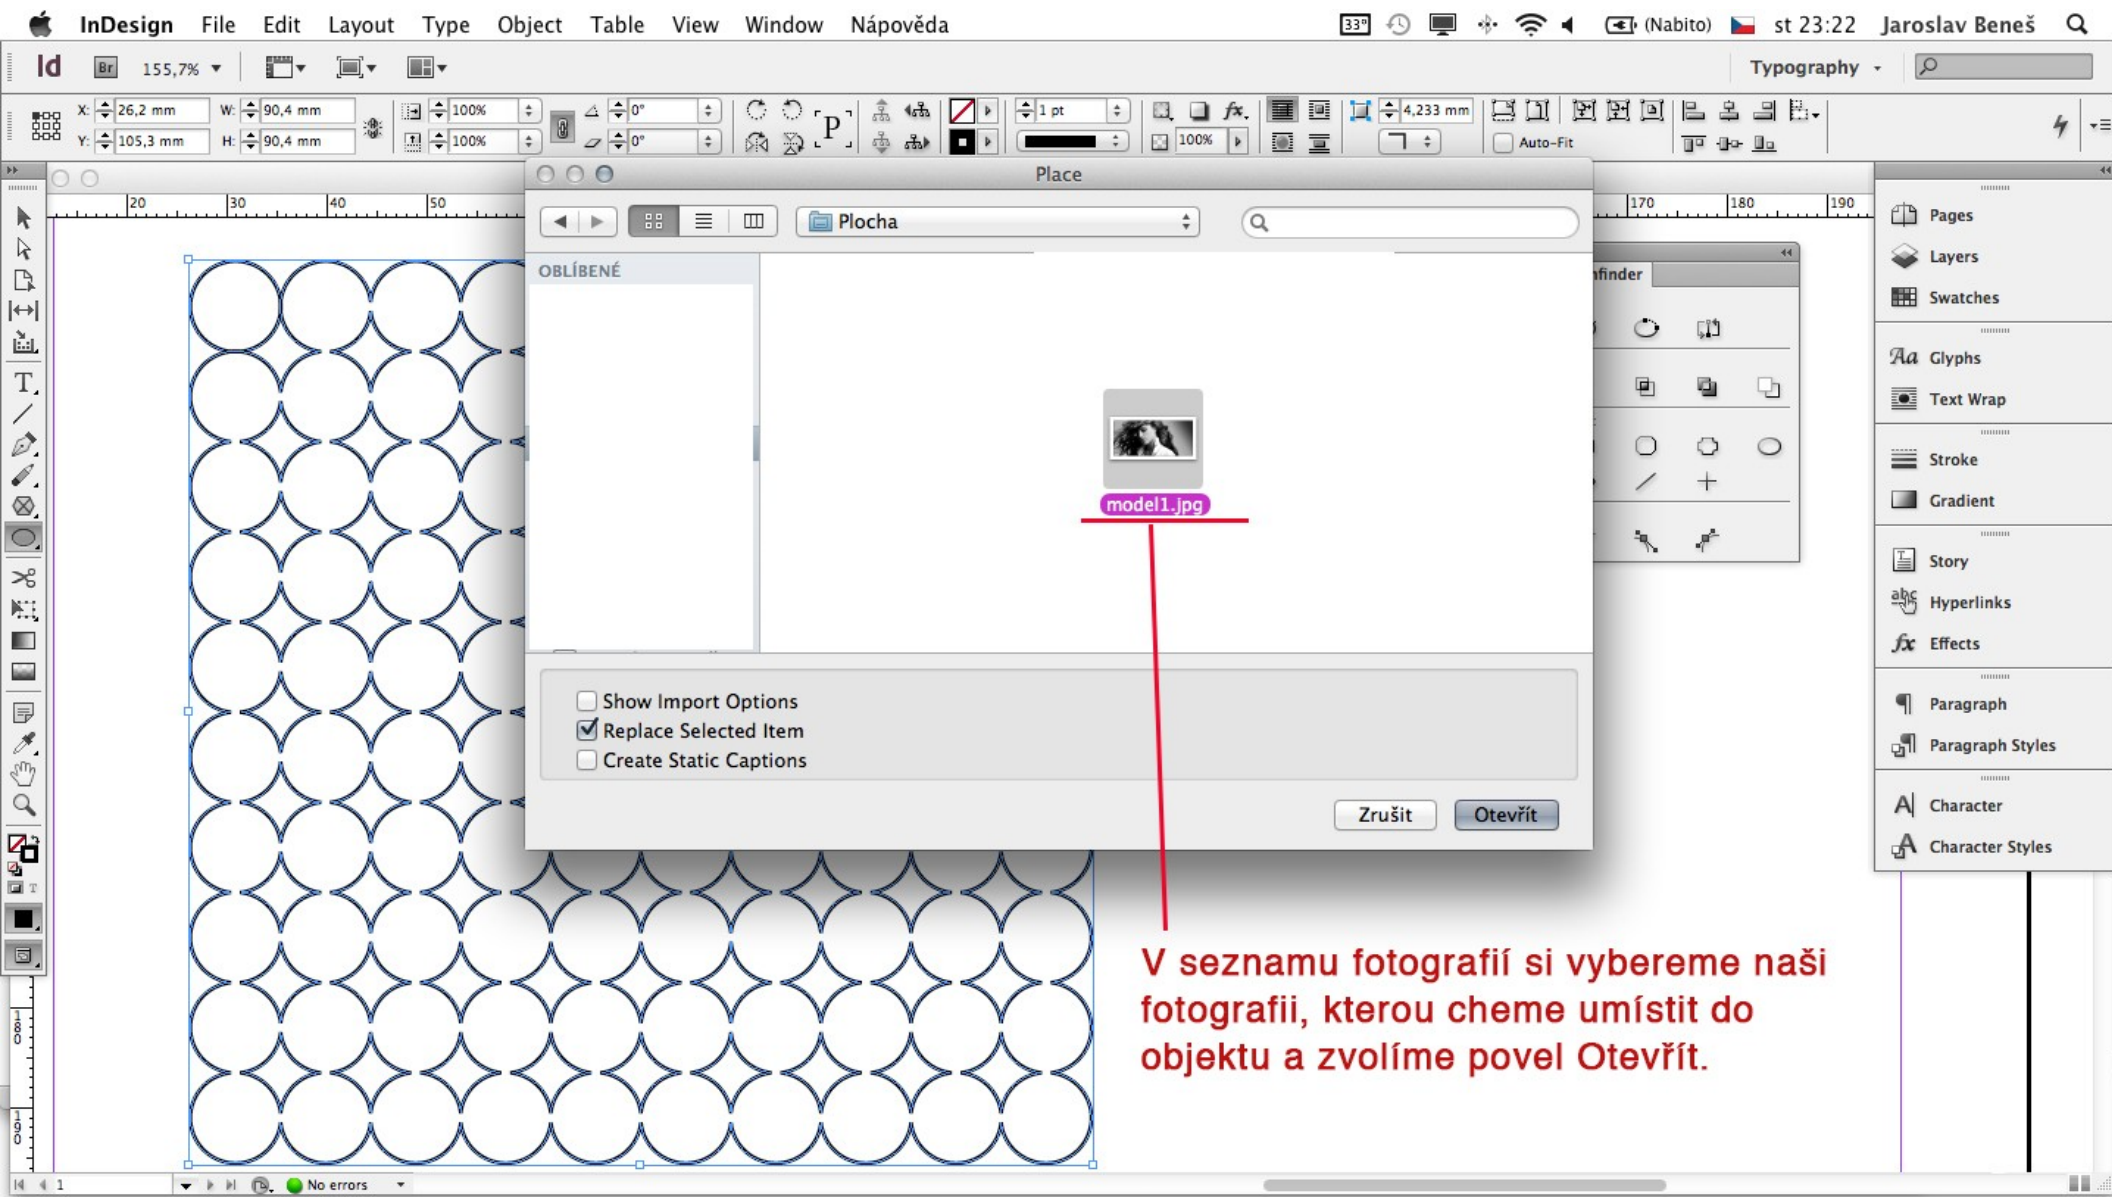 InDesign File Edit Layout Type Object Table View Window Nápověda 33° (Nabito) st 23:22 Jaroslav Beneš
Id Br 155,7% Typography
X: 26,2 mm W: 90,4 mm 100% 0° 1 pt fx. 4,233 mm
Y: 105,3 mm H: 90,4 mm 100% 0° P 100% Auto-Fit
Place
20 30 40 50 170 180 190
Plocha
OBLÍBENÉ
model1.jpg
Show Import Options
Replace Selected Item
Create Static Captions
Zrušit Otevřít
Pages
Layers
Swatches
Glyphs
Text Wrap
Stroke
Gradient
Story
Hyperlinks
Effects
Paragraph
Paragraph Styles
Character
Character Styles
V seznamu fotografií si vybereme naši
fotografii, kterou cheme umístit do
objektu a zvolíme povel Otevřít.
180
190
1 No errors